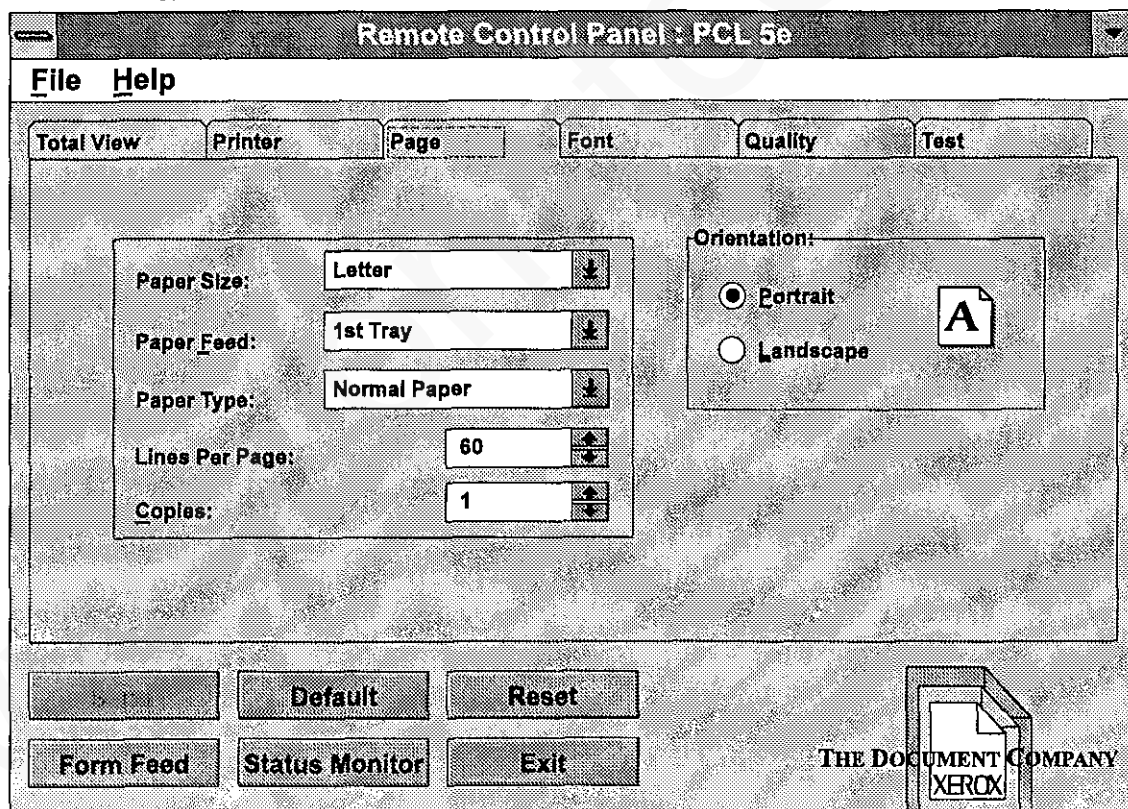 Remote Control Panel : PCL 5e
File Help
Total View Printer Page Font Quality Test
Paper Size: Letter
Paper Feed: 1st Tray
Paper Type: Normal Paper
Lines Per Page: 60
Copies: 1
Orientation:
Portrait
Landscape
A
Default Reset
Form Feed Status Monitor Exit
THE DOCUMENT COMPANY
XEROX